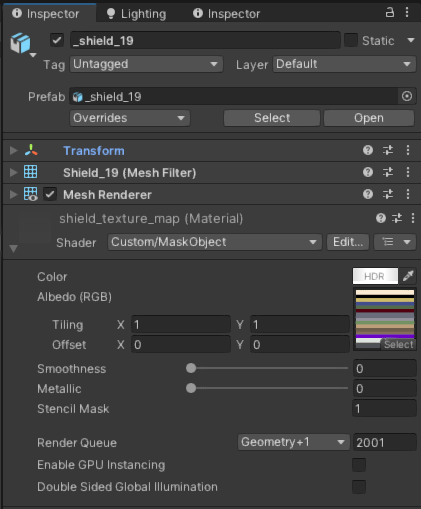 Inspector Lighting Inspector
_shield_19 Static
Tag Untagged Layer Default
Prefab _shield_19
Overrides Select Open
Transform
Shield_19 (Mesh Filter)
Mesh Renderer
shield_texture_map (Material)
Shader Custom/MaskObject Edit...
Color HDR
Albedo (RGB)
Tiling X 1 Y 1
Offset X 0 Y 0
Select
Smoothness 0
Metallic 0
Stencil Mask 1
Render Queue Geometry+1 2001
Enable GPU Instancing
Double Sided Global Illumination